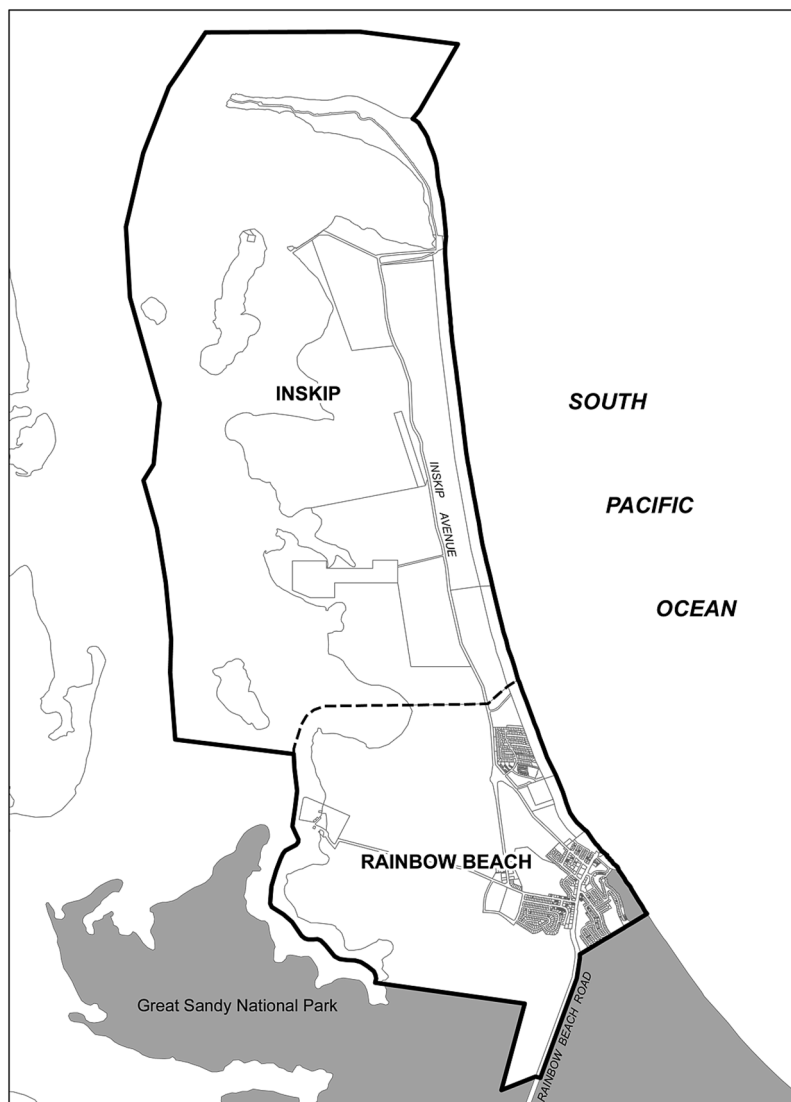 INSKIP
SOUTH
PACIFIC
OCEAN
INSKIP AVENUE
RAINBOW BEACH
Great Sandy National Park
RAINBOW BEACH ROAD